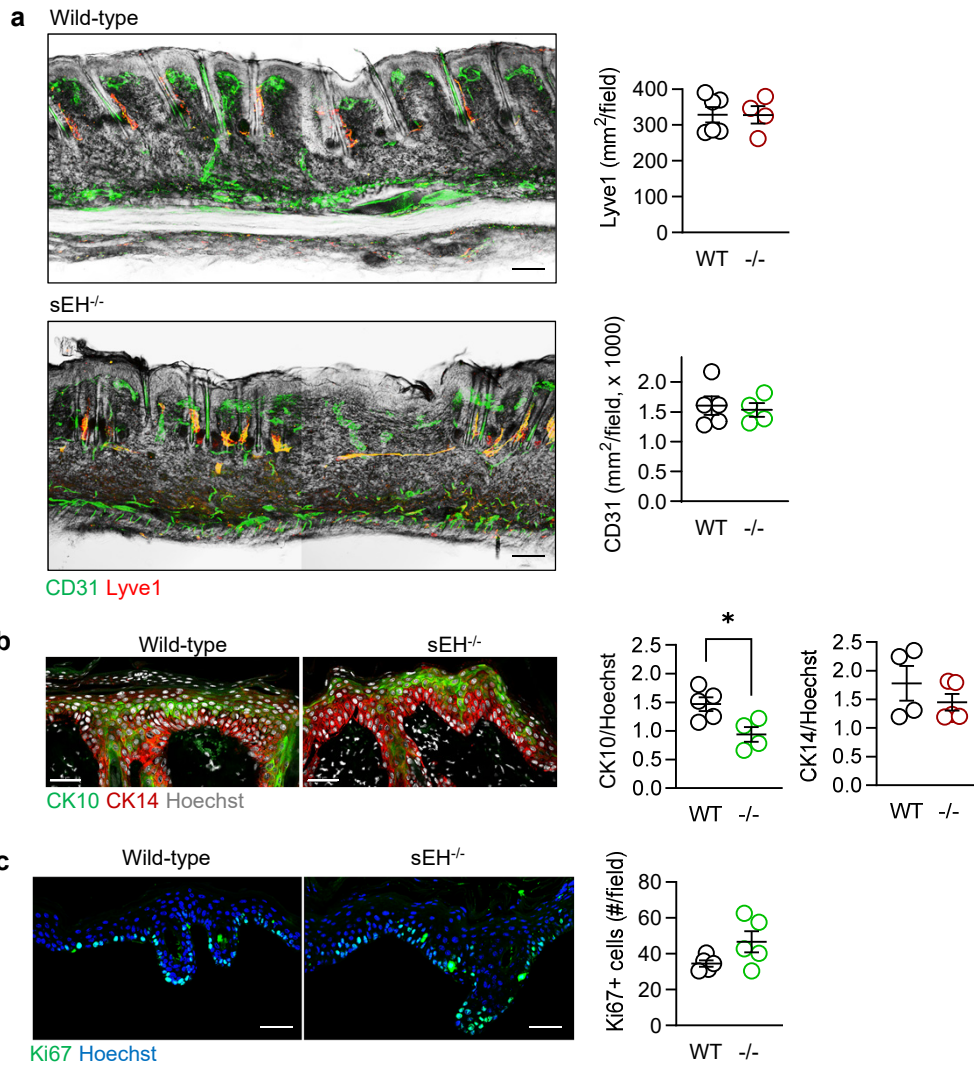 a
Wild-type
Lyve1 (mm²/field)
400
300
200
100
0
WT -/-
sEH-/-
CD31 (mm²/field, x 1000)
2.0
1.5
1.0
0.5
0.0
WT -/-
CD31 Lyve1
b
Wild-type
sEH-/-
CK10 CK14 Hoechst
*
CK10/Hoechst
2.5
2.0
1.5
1.0
0.5
0.0
WT -/-
CK14/Hoechst
2.5
2.0
1.5
1.0
0.5
0.0
WT -/-
c
Wild-type
sEH-/-
Ki67 Hoechst
Ki67+ cells (#/field)
80
60
40
20
0
WT -/-